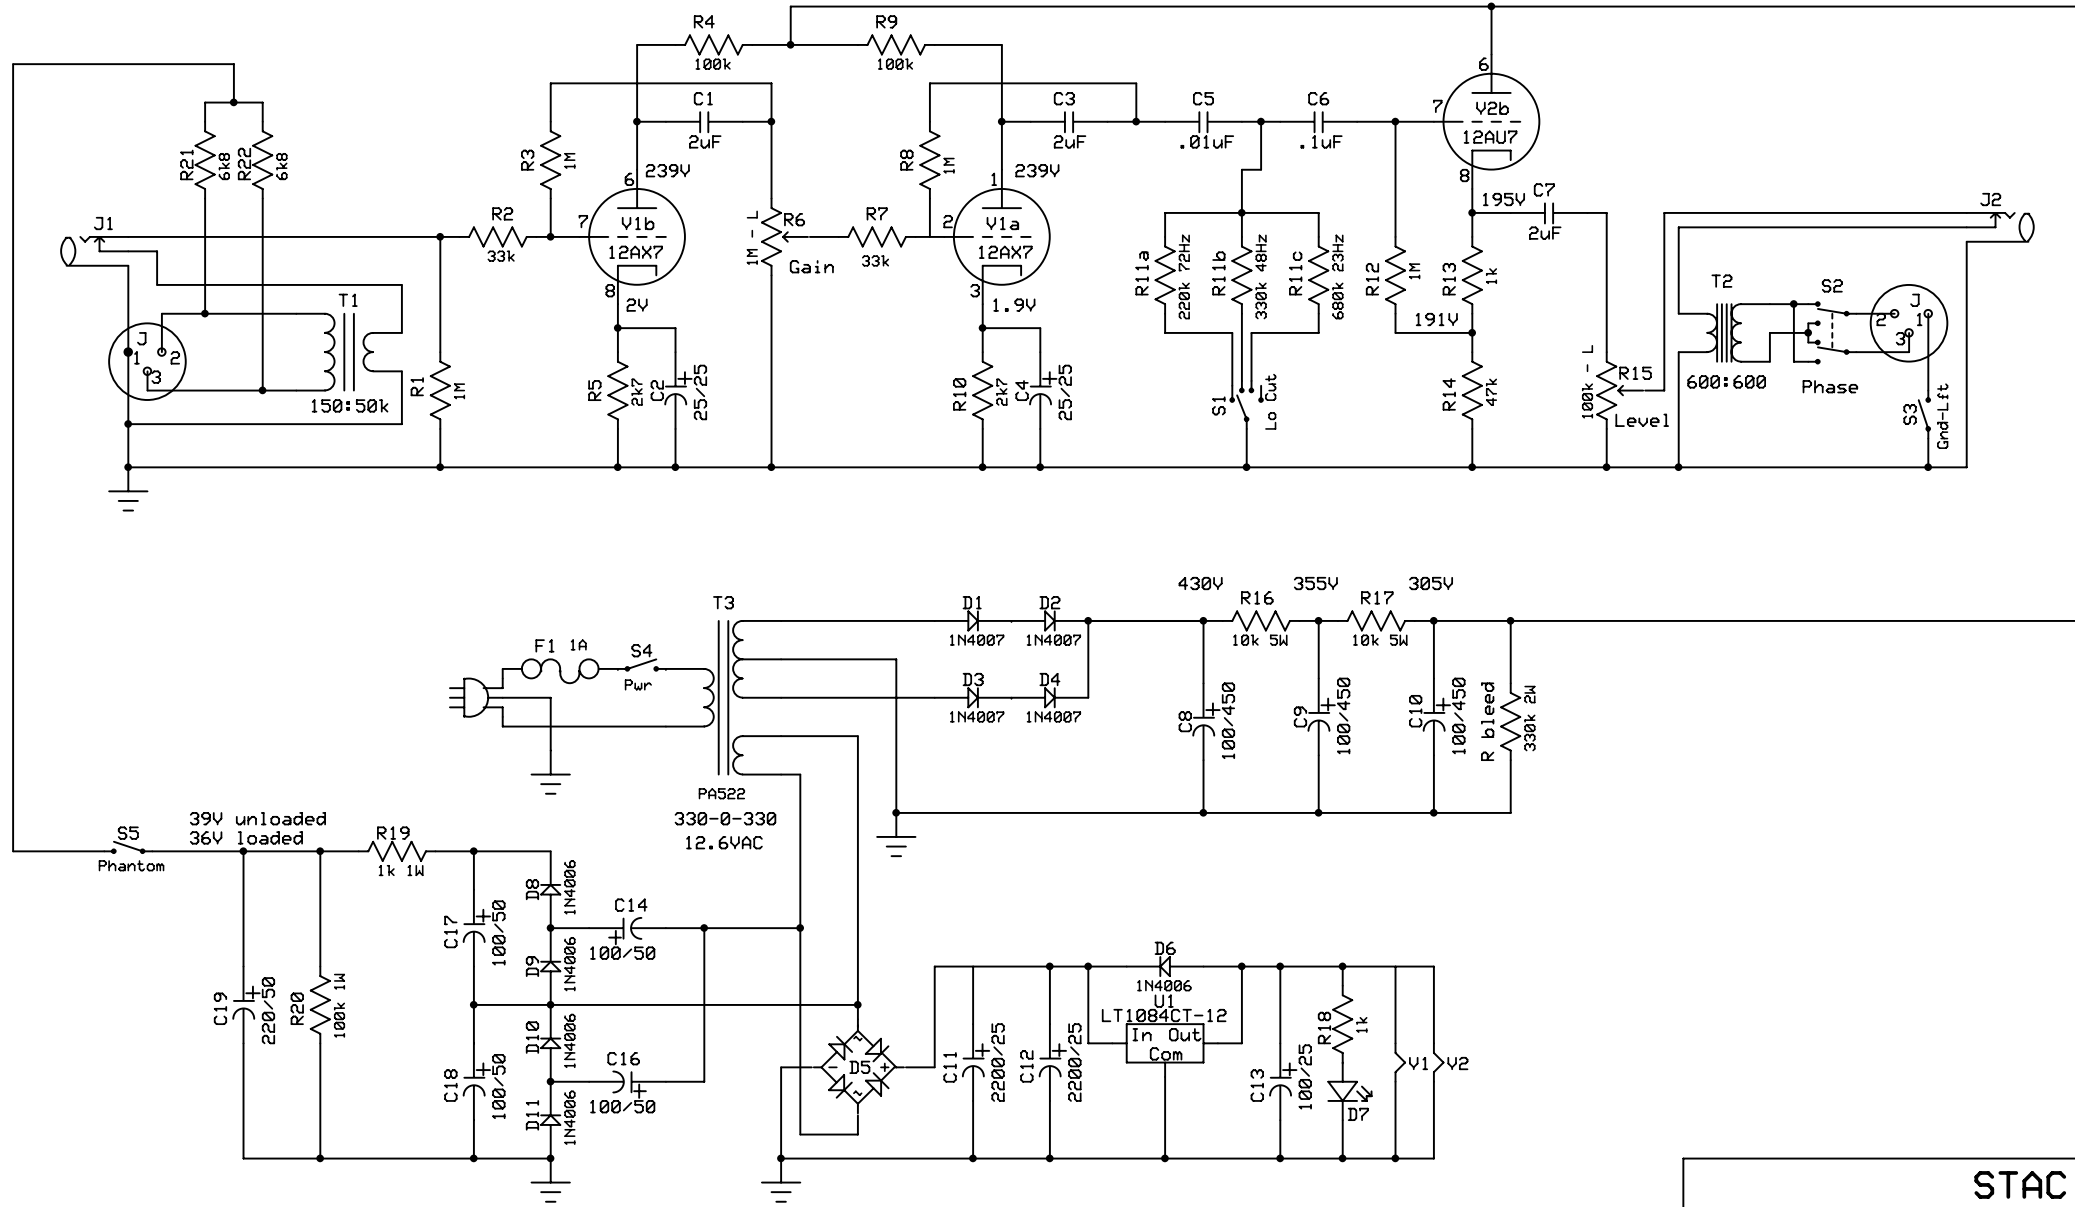 R4
100k
R9
100k
C1
2uF
C3
2uF
C5
.01uF
C6
.1uF
6
7
V2b
12AU7
8
R21
6k8
R22
6k8
R3
1M
R8
1M
6
239V
1
239V
195V
C7
2uF
J1
R2
33k
7
V1b
12AX7
8
2V
1M - L
R6
Gain
R7
33k
2
V1a
12AX7
3
1.9V
R11a
220k 72Hz
R11b
330k 48Hz
R11c
680k 23Hz
R12
1M
R13
1k
191V
J2
T1
150:50k
J
1
2
3
R1
1M
R5
2k7
C2
+
25/25
R10
2k7
C4
+
25/25
S1
Lo Cut
R14
47k
100k - L
R15
Level
T2
600:600
S2
Phase
J
2
1
3
S3
Gnd-Lft
F1 1A
S4
Pwr
T3
PA522
330-0-330
12.6VAC
D1
1N4007
D2
1N4007
D3
1N4007
D4
1N4007
430V
R16
10k 5W
355V
R17
10k 5W
305V
C8
+
100/450
C9
+
100/450
C10
+
100/450
R bleed
330k 2W
S5
Phantom
39V unloaded
36V loaded
R19
1k 1W
C17
+
100/50
D8
1N4006
C14
+
100/50
D9
1N4006
C19
+
220/50
R20
100k 1W
C18
+
100/50
D10
1N4006
C16
+
100/50
D11
1N4006
~
- D5 +
~
C11
+
2200/25
C12
+
2200/25
D6
1N4006
U1
LT1084CT-12
In Out
Com
C13
+
100/25
R18
1k
D7
V1
V2
STAC